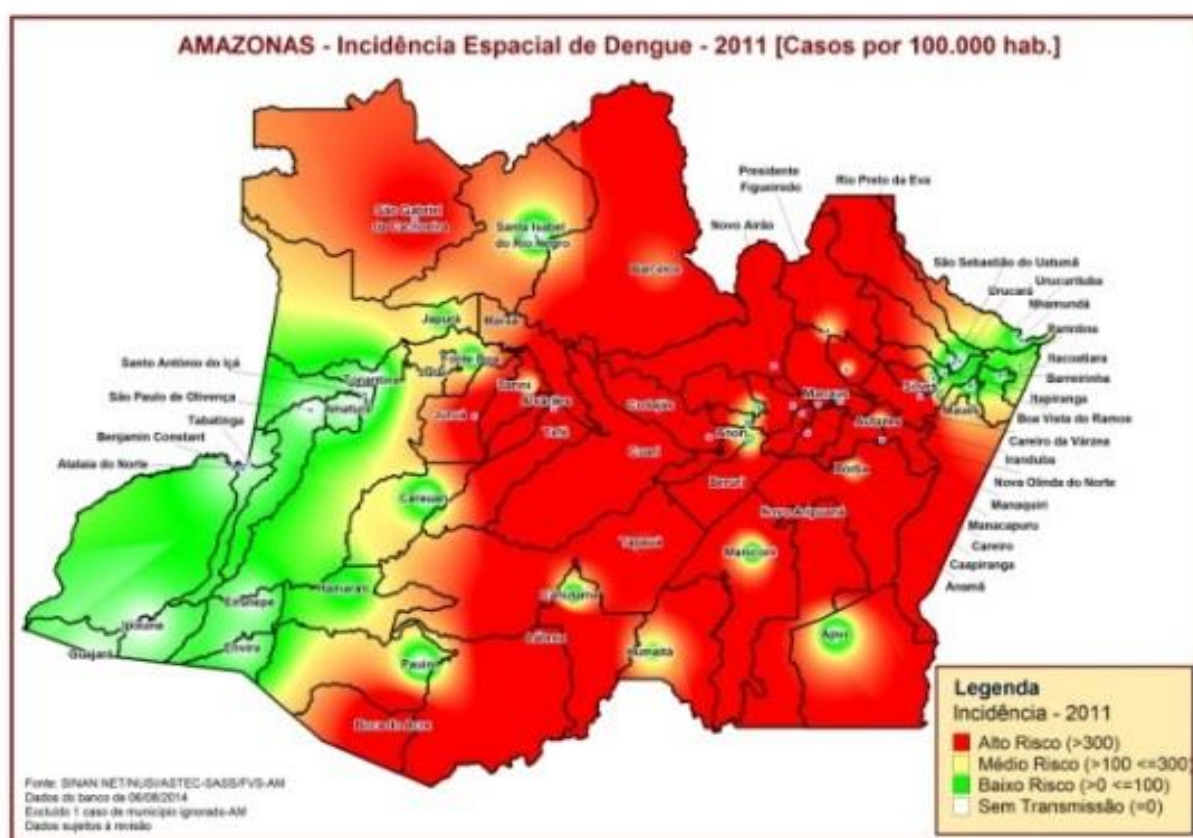 AMAZONAS - Incidência Espacial de Dengue - 2011 [Casos por 100.000 hab.]
Presidente
Figueiredo
Rio Preto da Eva
Novo Airão
São Gabriel
da Cachoeira
Santa Isabel
do Rio Negro
Barcelos
São Sebastião do Uatumã
Urucurituba
Urucará
Nhamundá
Parintins
Japurá
Maraã
Itacoatiara
Santo Antônio do Içá
Fonte Boa
Tonantins
Barreirinha
Silves
Itapiranga
São Paulo de Olivença
Amaturá
Juruá
Alvarães
Codajás
Manaus
Maués
Boa Vista do Ramos
Tabatinga
Tefé
Anori
Autazes
Careiro da Várzea
Benjamin Constant
Coari
Iranduba
Atalaia do Norte
Beruri
Borba
Nova Olinda do Norte
Carauari
Manaquiri
Novo Aripuanã
Manacapuru
Tapauá
Manicoré
Careiro
Caapiranga
Itamarati
Canutama
Anamã
Eirunepé
Ipixuna
Lábrea
Apuí
Guajará
Envira
Pauini
Humaitá
Boca do Acre
Legenda
Incidência - 2011
Alto Risco (>300)
Médio Risco (>100 <=300)
Baixo Risco (>0 <=100)
Sem Transmissão (=0)
Fonte: SINAN NET/NUSI/ASTEC-SASS/FVS-AM
Dados do banco de 06/08/2014
Excluído 1 caso de município ignorado-AM
Dados sujeitos à revisão